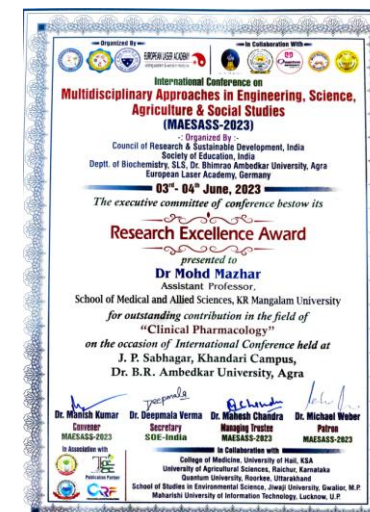 Organized By
In Collaboration With
EUROPEAN LASER ACADEMY
International Conference on
Multidisciplinary Approaches in Engineering, Science,
Agriculture & Social Studies
(MAESASS-2023)
-: Organized By :-
Council of Research & Sustainable Development, India
Society of Education, India
Deptt. of Biochemistry, SLS, Dr. Bhimrao Ambedkar University, Agra
European Laser Academy, Germany
03rd- 04th June, 2023
The executive committee of conference bestow its
Research Excellence Award
presented to
Dr Mohd Mazhar
Assistant Professor,
School of Medical and Allied Sciences, KR Mangalam University
for outstanding contribution in the field of
"Clinical Pharmacology"
on the occasion of International Conference held at
J. P. Sabhagar, Khandari Campus,
Dr. B.R. Ambedkar University, Agra
Deepmala
Dr. Manish Kumar Dr. Deepmala Verma Dr. Mahesh Chandra Dr. Michael Weber
Convener Secretary Managing Trustee Patron
MAESASS-2023 SOE-India MAESASS-2023 MAESASS-2023
In Association with
In Collaboration with
College of Medicine, University of Hail, KSA
University of Agricultural Sciences, Raichur, Karnataka
Publication Partner
Quantum University, Roorkee, Uttarakhand
School of Studies in Environmental Science, Jiwaji University, Gwalior, M.P.
CRF
Maharishi University of Information Technology, Lucknow, U.P.